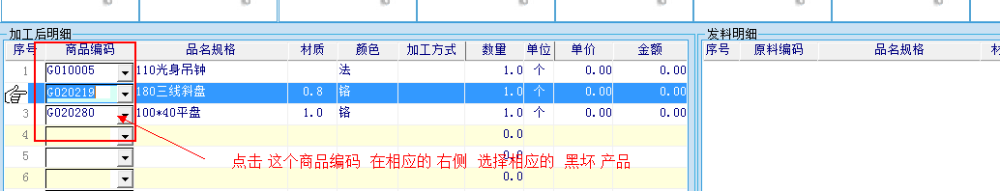 加工后明细
序号 商品编码 品名规格 材质 颜色 加工方式 数量 单位 单价 金额
1 G010005 110光身吊钟 法 1.0 个 0.00 0.00
G020219 180三线斜盘 0.8 铬 1.0 个 0.00 0.00
3 G020280 100*40平盘 1.0 铬 1.0 个 0.00 0.00
4 0.0
5 0.0
6 0.0
点击 这个商品编码 在相应的 右侧 选择相应的 黑坏 产品
发料明细
序号 原料编码 品名规格